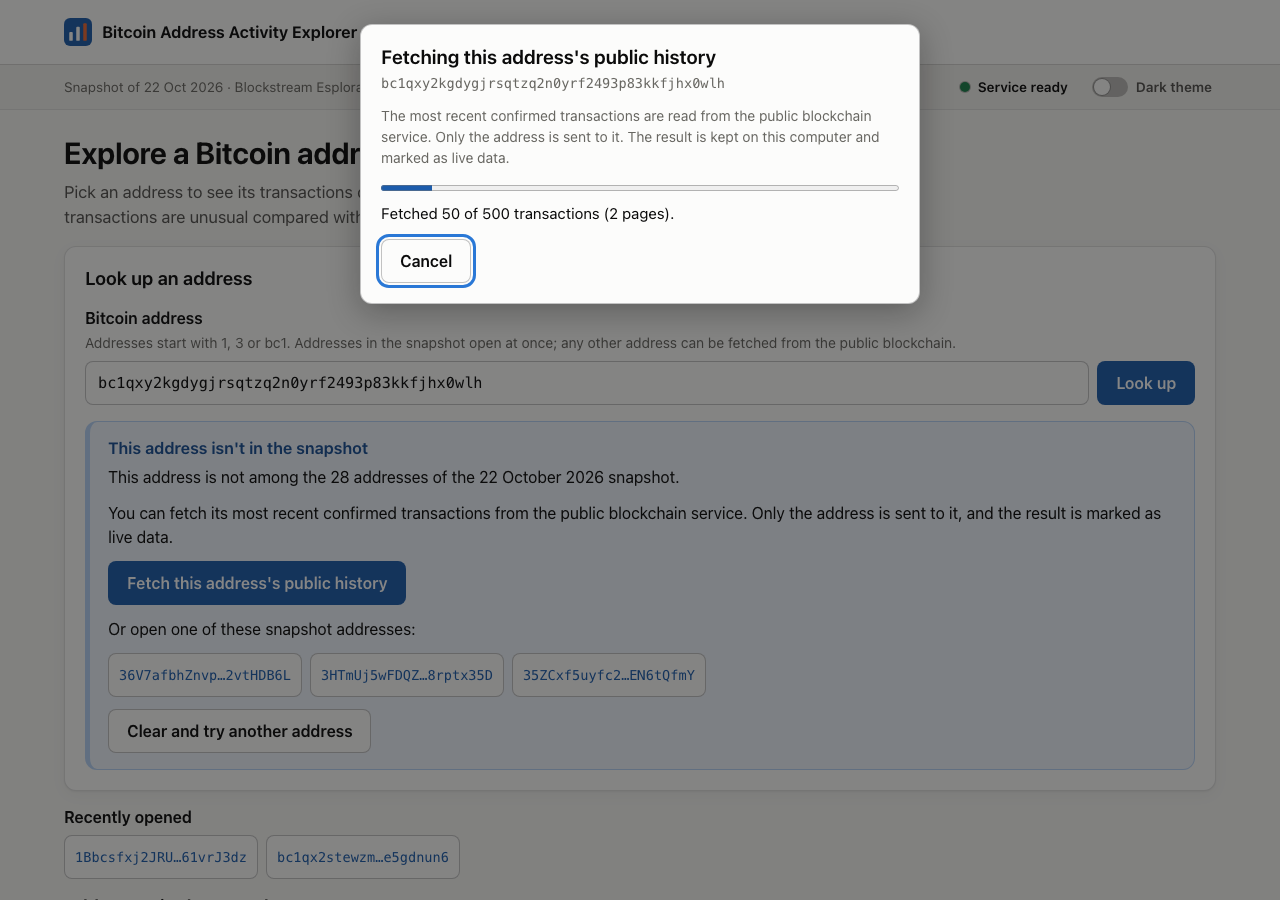 Bitcoin Address Activity Explorer
Snapshot of 22 Oct 2026 · Blockstream Explora
Service ready
Dark theme
Explore a Bitcoin addr
Pick an address to see its transactions
transactions are unusual compared with
Fetching this address's public history
bc1qxy2kgdygjrsqtzq2n0yrf2493p83kkfjhx0wlh
The most recent confirmed transactions are read from the public blockchain
service. Only the address is sent to it. The result is kept on this computer and
marked as live data.
Fetched 50 of 500 transactions (2 pages).
Cancel
Look up an address
Bitcoin address
Addresses start with 1, 3 or bc1. Addresses in the snapshot open at once; any other address can be fetched from the public blockchain.
bc1qxy2kgdygjrsqtzq2n0yrf2493p83kkfjhx0wlh
Look up
This address isn't in the snapshot
This address is not among the 28 addresses of the 22 October 2026 snapshot.
You can fetch its most recent confirmed transactions from the public blockchain service. Only the address is sent to it, and the result is marked as
live data.
Fetch this address's public history
Or open one of these snapshot addresses:
36V7afbhZnvp…2vtHDB6L
3HTmUj5wFDQZ…8rptx35D
35ZCxf5uyfc2…EN6tQfmY
Clear and try another address
Recently opened
1Bbcsfxj2JRU…61vrJ3dz
bc1qx2stewzm…e5gdnun6